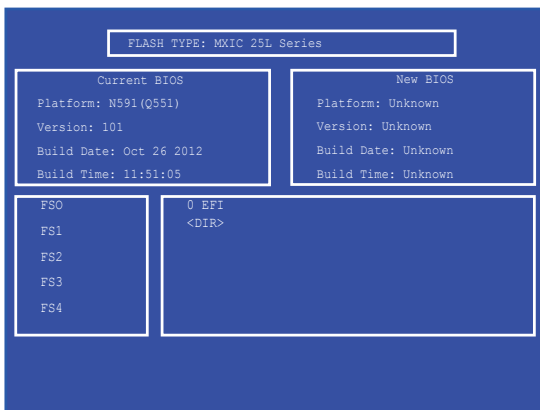 FLASH TYPE: MXIC 25L Series
Current BIOS
Platform: N591(Q551)
Version: 101
Build Date: Oct 26 2012
Build Time: 11:51:05
New BIOS
Platform: Unknown
Version: Unknown
Build Date: Unknown
Build Time: Unknown
FSO
FS1
FS2
FS3
FS4
0 EFI
<DIR>